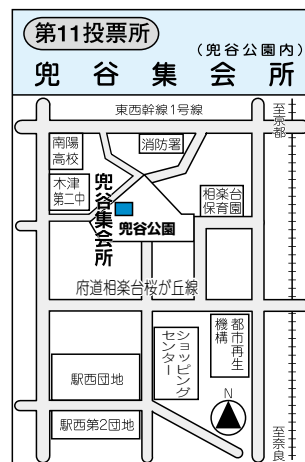 第11投票所
(兜谷公園内)
兜谷集会所
東西幹線1号線
至京都
南陽
高校
消防署
木津
第二中
兜谷集会所
相楽台
保育園
兜谷公園
府道相楽台桜が丘線
ショッピング
センター
都市再生
機構
駅西団地
N
駅西第2団地
至奈良